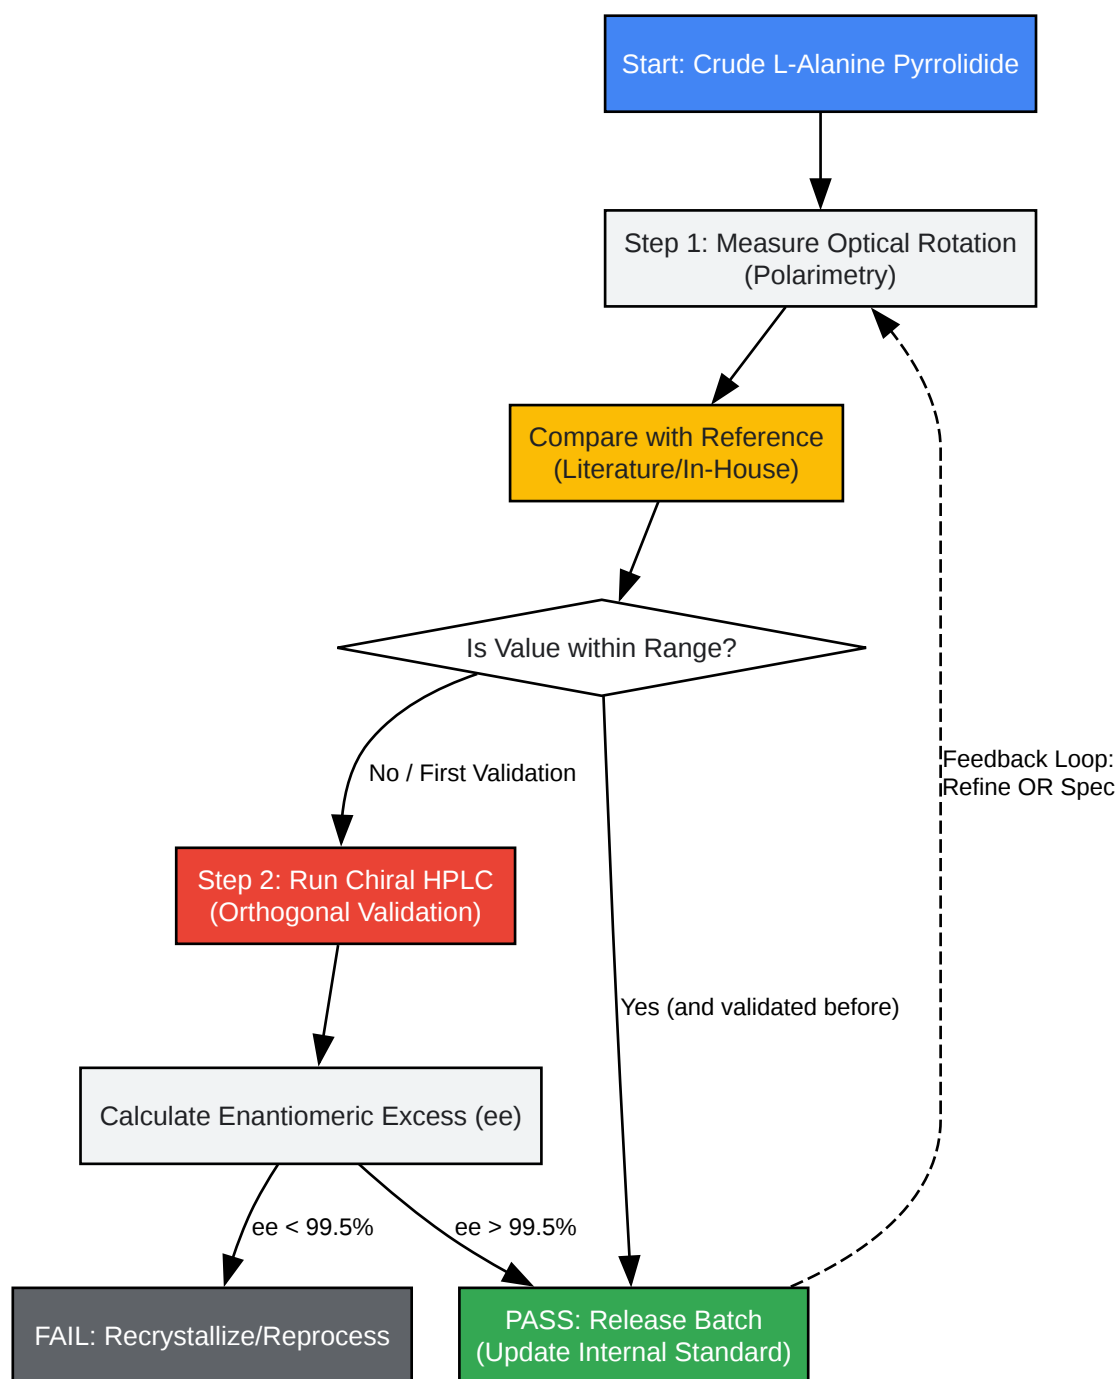 Start: Crude L-Alanine Pyrrolidide
Step 1: Measure Optical Rotation
(Polarimetry)
Compare with Reference
(Literature/In-House)
Is Value within Range?
Feedback Loop:
Refine OR Spec
No / First Validation
Step 2: Run Chiral HPLC
(Orthogonal Validation)
Yes (and validated before)
Calculate Enantiomeric Excess (ee)
ee < 99.5%
ee > 99.5%
FAIL: Recrystallize/Reprocess
PASS: Release Batch
(Update Internal Standard)